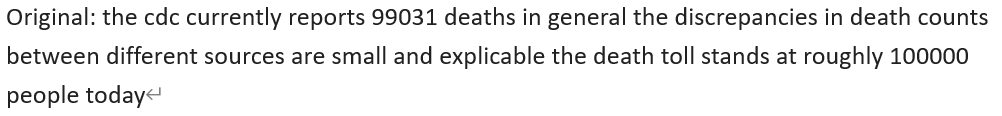 Original: the cdc currently reports 99031 deaths in general the discrepancies in death counts
between different sources are small and explicable the death toll stands at roughly 100000
people today↵